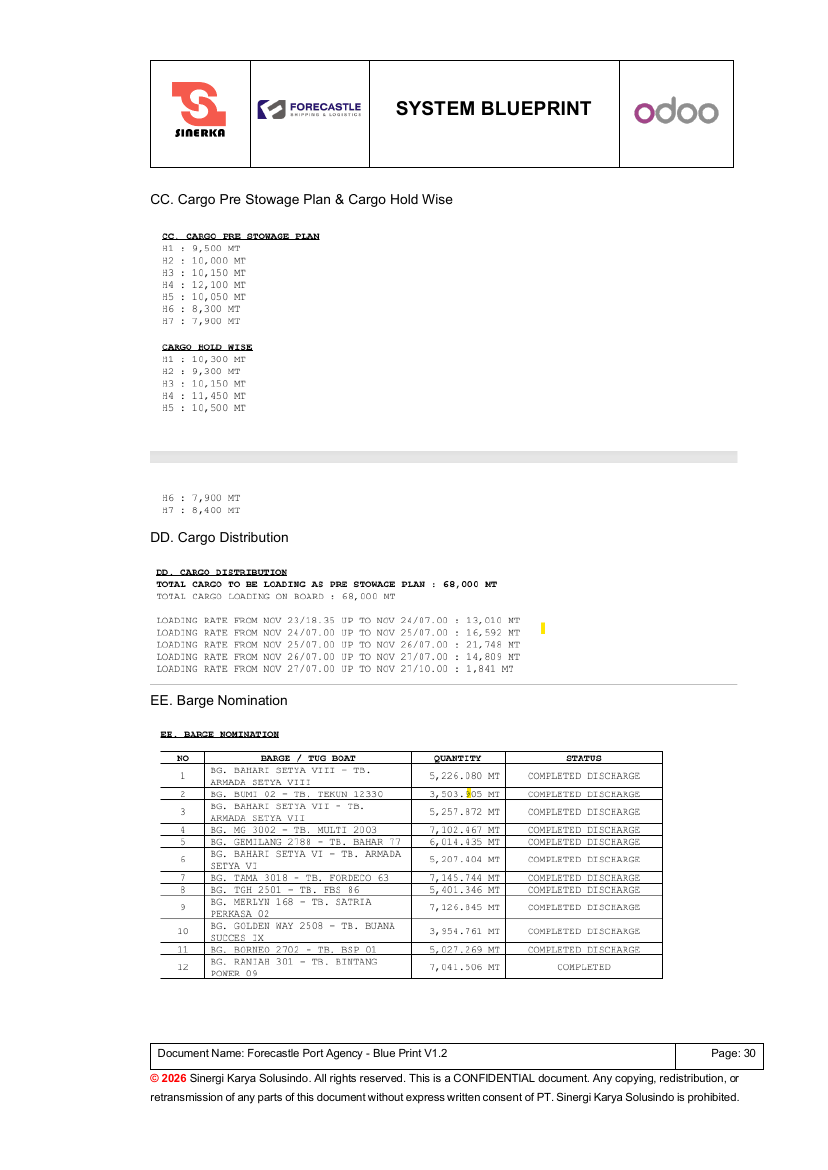 SINERKA
FORECASTLE
SHIPPING & LOGISTICS
SYSTEM BLUEPRINT
odoo
CC. Cargo Pre Stowage Plan & Cargo Hold Wise
CC. CARGO PRE STOWAGE PLAN
H1 : 9,500 MT
H2 : 10,000 MT
H3 : 10,150 MT
H4 : 12,100 MT
H5 : 10,050 MT
H6 : 8,300 MT
H7 : 7,900 MT
CARGO HOLD WISE
H1 : 10,300 MT
H2 : 9,300 MT
H3 : 10,150 MT
H4 : 11,450 MT
H5 : 10,500 MT
H6 : 7,900 MT
H7 : 8,400 MT
DD. Cargo Distribution
DD. CARGO DISTRIBUTION
TOTAL CARGO TO BE LOADING AS PRE STOWAGE PLAN : 68,000 MT
TOTAL CARGO LOADING ON BOARD : 68,000 MT
LOADING RATE FROM NOV 23/18.35 UP TO NOV 24/07.00 : 13,010 MT
LOADING RATE FROM NOV 24/07.00 UP TO NOV 25/07.00 : 16,592 MT
LOADING RATE FROM NOV 25/07.00 UP TO NOV 26/07.00 : 21,748 MT
LOADING RATE FROM NOV 26/07.00 UP TO NOV 27/07.00 : 14,809 MT
LOADING RATE FROM NOV 27/07.00 UP TO NOV 27/10.00 : 1,841 MT
EE. Barge Nomination
EE. BARGE NOMINATION
NO BARGE / TUG BOAT QUANTITY STATUS
1 BG. BAHARI SETYA VIII - TB. ARMADA SETYA VIII 5,226.080 MT COMPLETED DISCHARGE
2 BG. BUMI 02 - TB. TEKUN 12330 3,503.905 MT COMPLETED DISCHARGE
3 BG. BAHARI SETYA VII - TB. ARMADA SETYA VII 5,257.872 MT COMPLETED DISCHARGE
4 BG. MG 3002 - TB. MULTI 2003 7,102.467 MT COMPLETED DISCHARGE
5 BG. GEMILANG 2788 - TB. BAHAR 77 6,014.435 MT COMPLETED DISCHARGE
6 BG. BAHARI SETYA VI - TB. ARMADA SETYA VI 5,207.404 MT COMPLETED DISCHARGE
7 BG. TAMA 3018 - TB. FORDECO 63 7,145.744 MT COMPLETED DISCHARGE
8 BG. TGH 2501 - TB. FBS 86 5,401.346 MT COMPLETED DISCHARGE
9 BG. MERLYN 168 - TB. SATRIA PERKASA 02 7,126.845 MT COMPLETED DISCHARGE
10 BG. GOLDEN WAY 2508 - TB. BUANA SUCCES IX 3,954.761 MT COMPLETED DISCHARGE
11 BG. BORNEO 2702 - TB. BSP 01 5,027.269 MT COMPLETED DISCHARGE
12 BG. RANIAH 301 - TB. BINTANG POWER 09 7,041.506 MT COMPLETED
Document Name: Forecastle Port Agency - Blue Print V1.2 Page: 30
© 2026 Sinergi Karya Solusindo. All rights reserved. This is a CONFIDENTIAL document. Any copying, redistribution, or
retransmission of any parts of this document without express written consent of PT. Sinergi Karya Solusindo is prohibited.